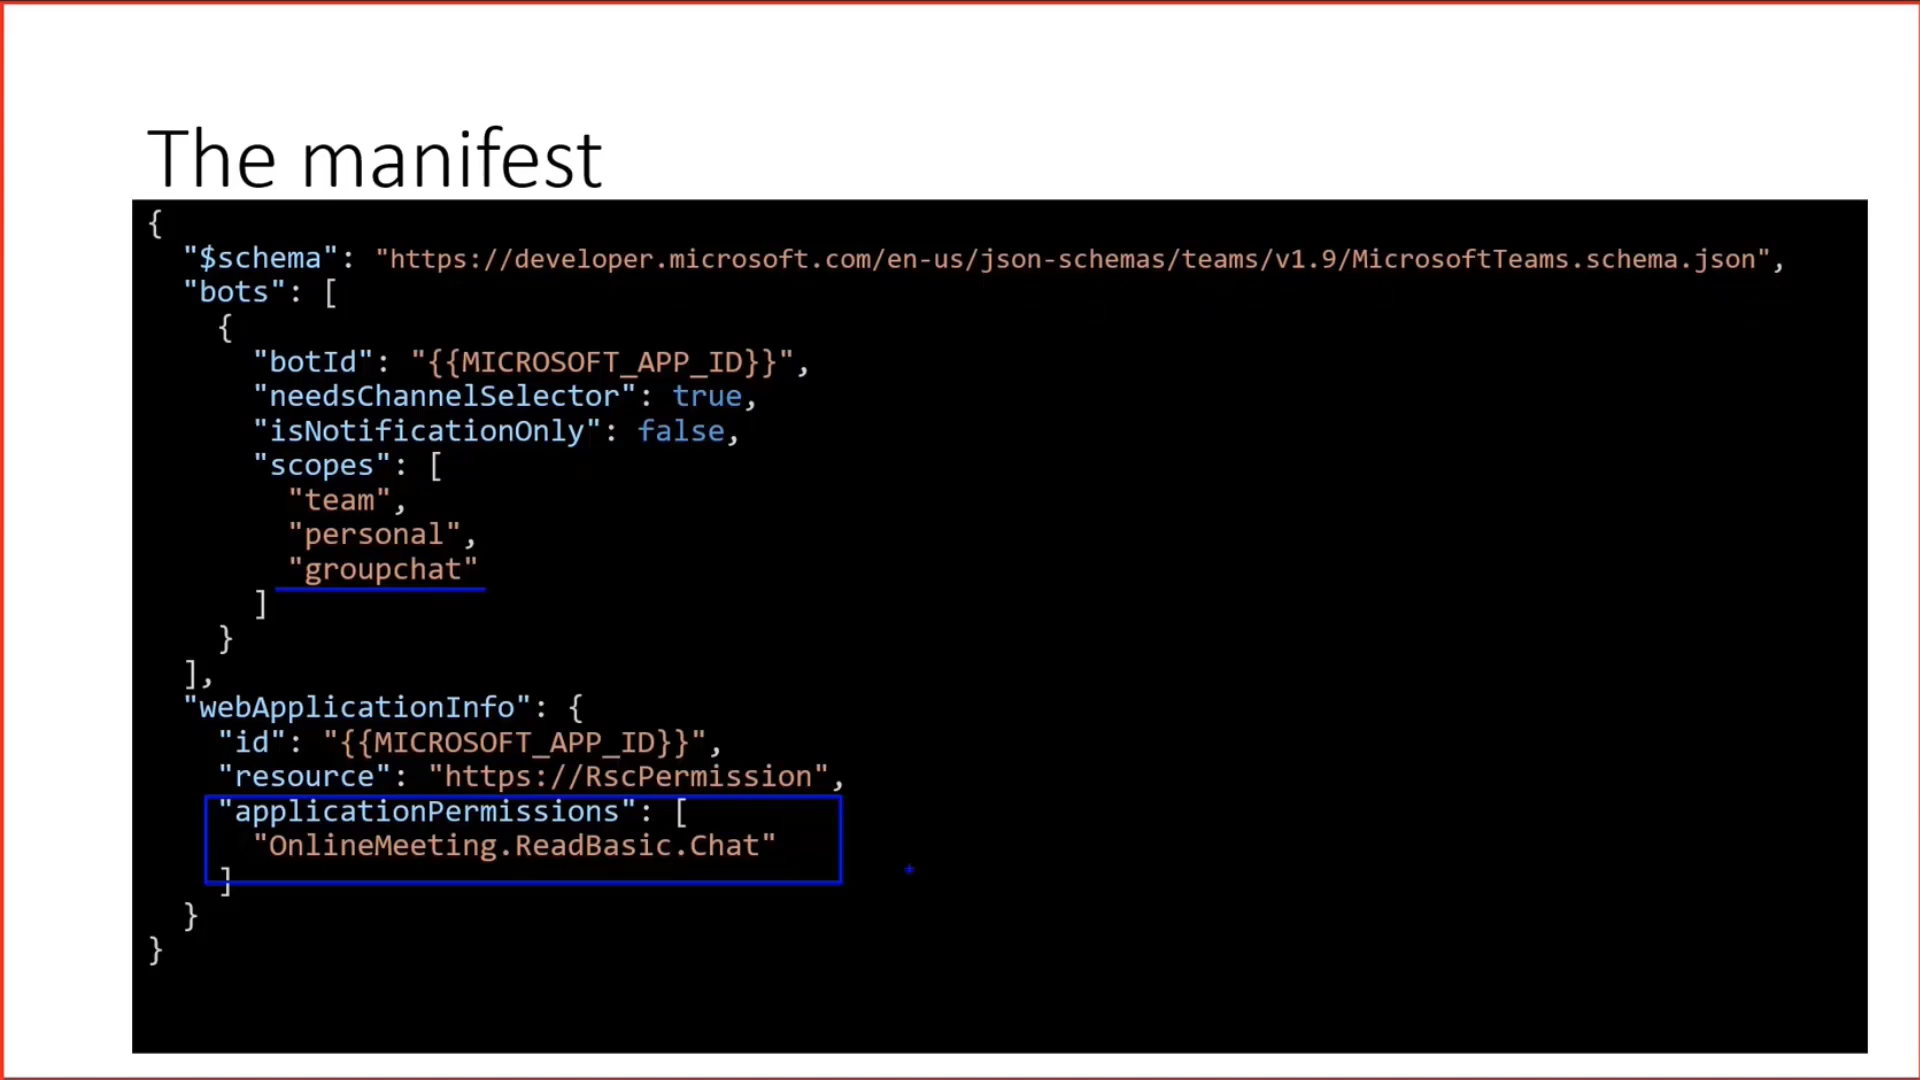 The manifest
{
"$schema": "https://developer.microsoft.com/en-us/json-schemas/teams/v1.9/MicrosoftTeams.schema.json",
"bots": [
{
"botId": "{{MICROSOFT_APP_ID}}",
"needsChannelSelector": true,
"isNotificationOnly": false,
"scopes": [
"team",
"personal",
"groupchat"
]
}
],
"webApplicationInfo": {
"id": "{{MICROSOFT_APP_ID}}",
"resource": "https://RscPermission",
"applicationPermissions": [
"OnlineMeeting.ReadBasic.Chat"
]
}
}